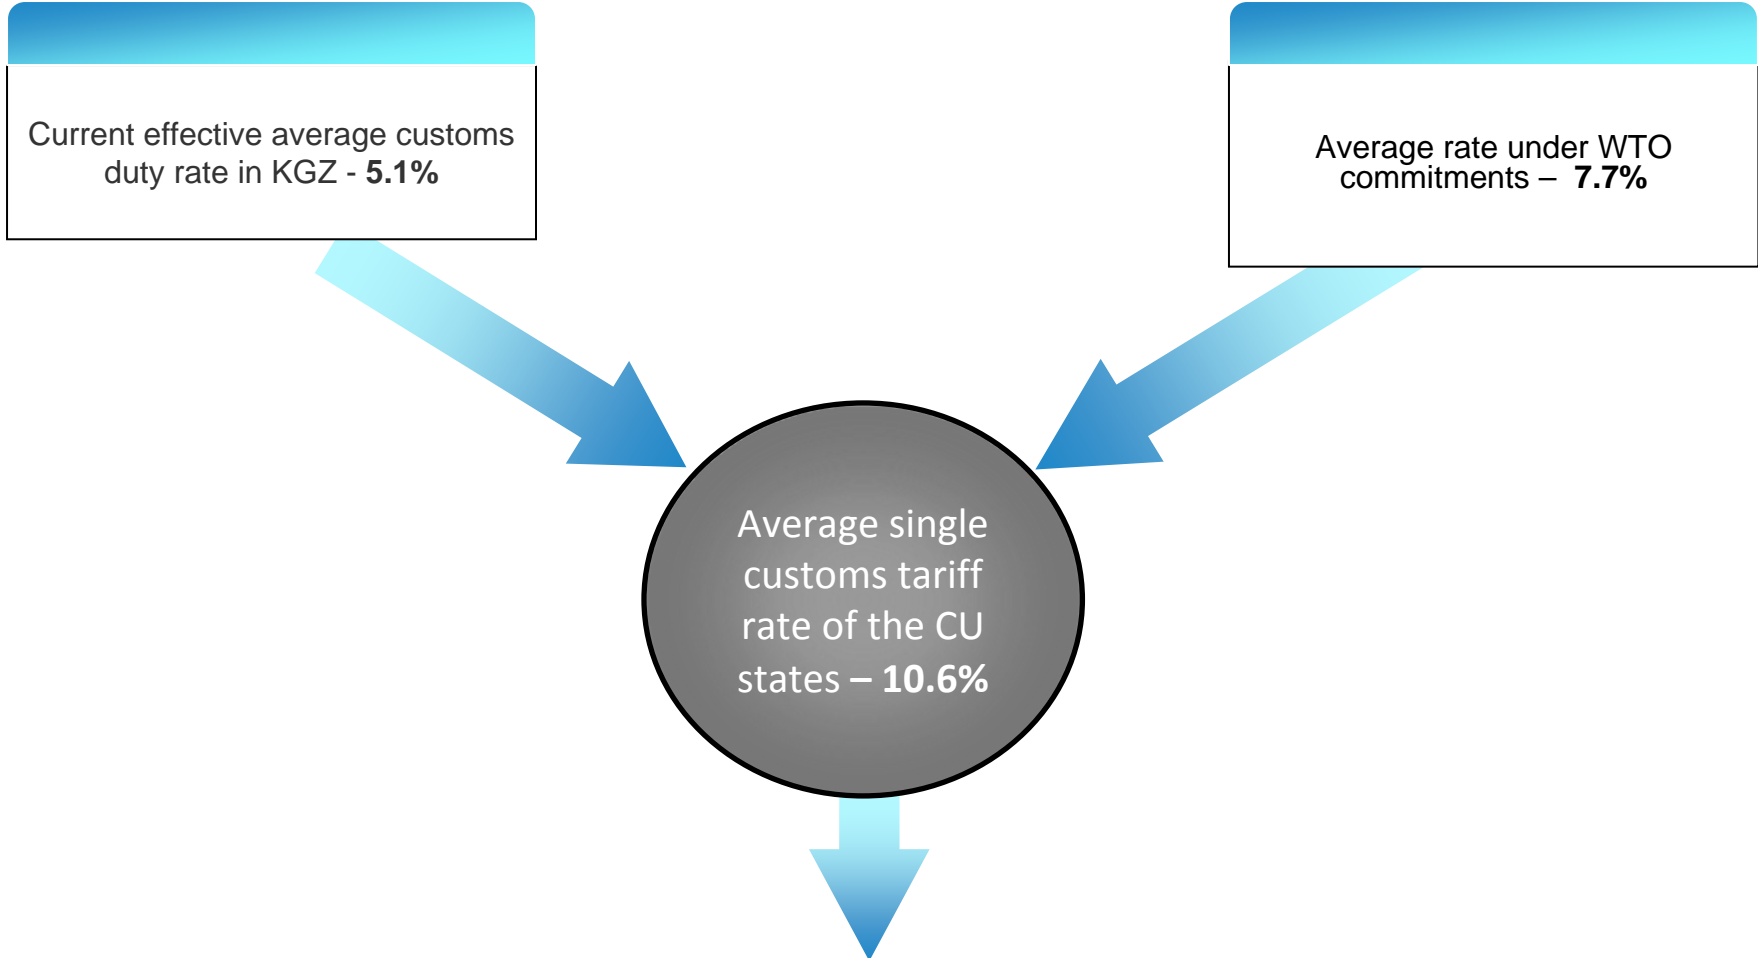 Current effective average customs
duty rate in KGZ - 5.1%
Average rate under WTO
commitments –  7.7%
Average single
customs tariff
rate of the CU
states – 10.6%